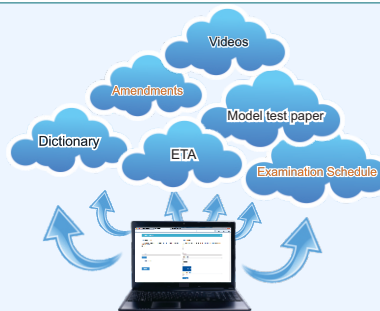 Videos
Amendments
Model test paper
Dictionary
ETA
Examination Schedule